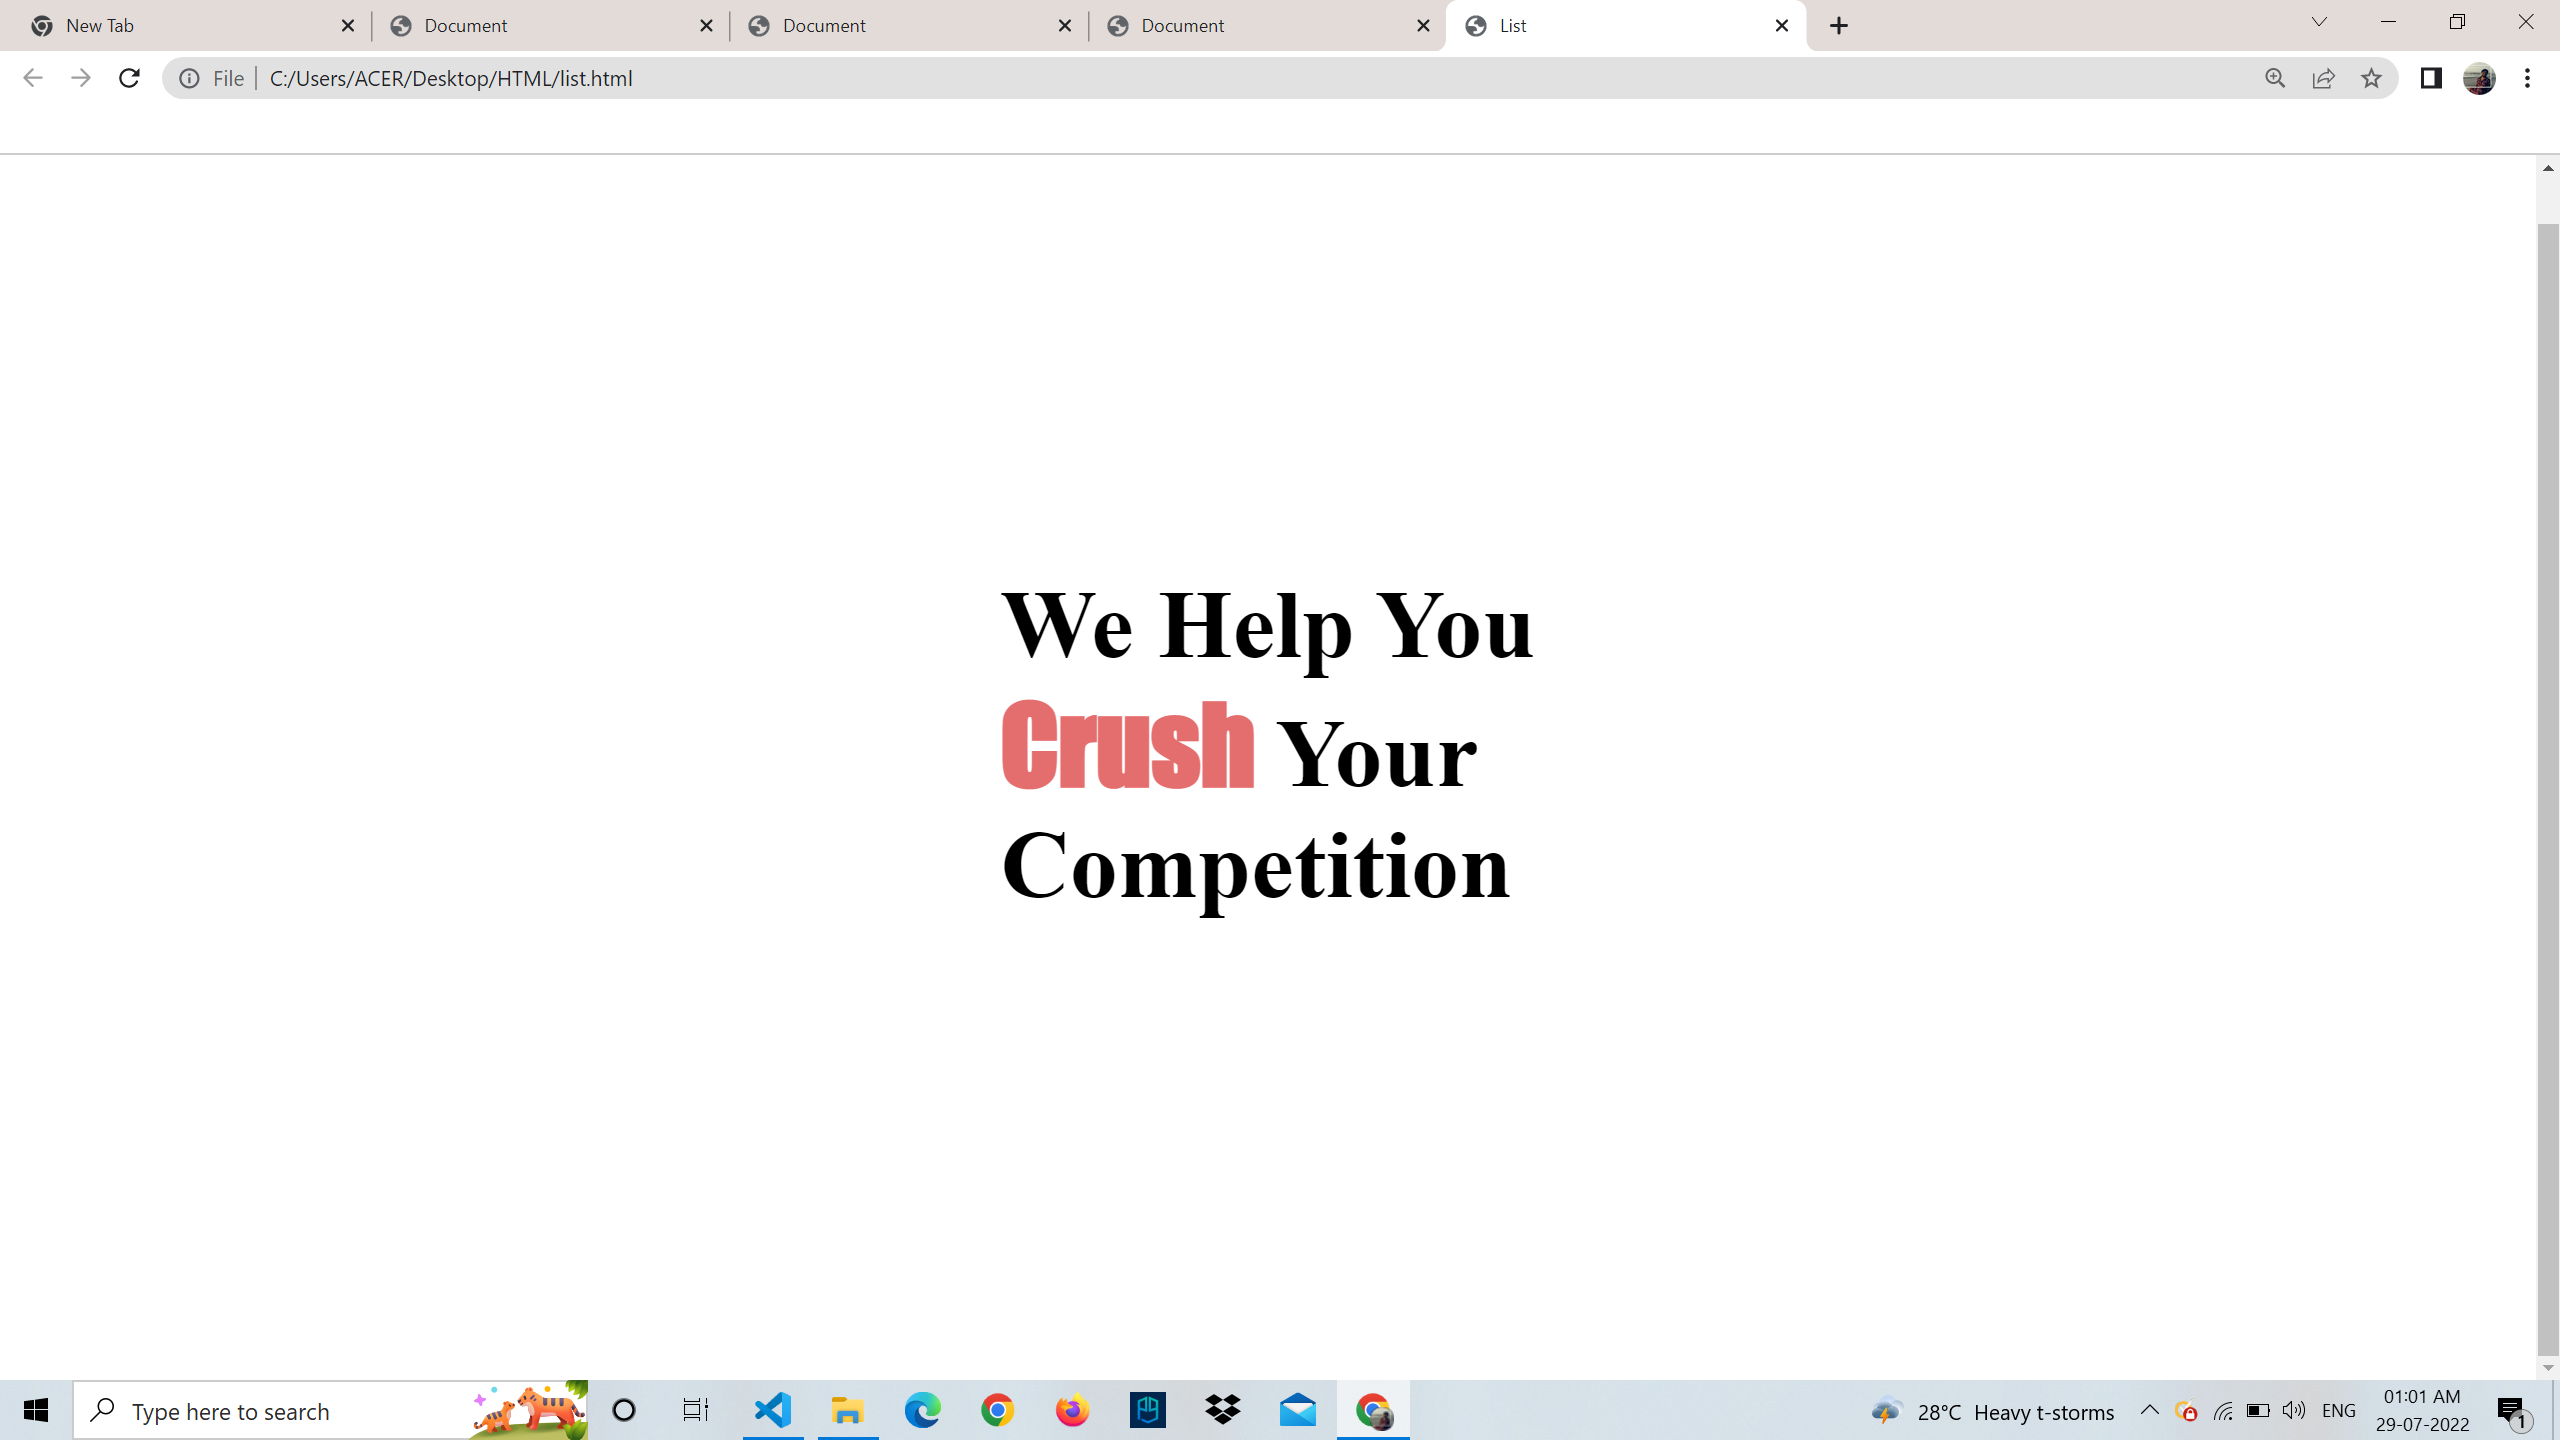 New Tab
Document
Document
Document
List
File
C:/Users/ACER/Desktop/HTML/list.html
We Help You
Crush Your
Competition
Type here to search
28°C Heavy t-storms
ENG
01:01 AM
29-07-2022
1